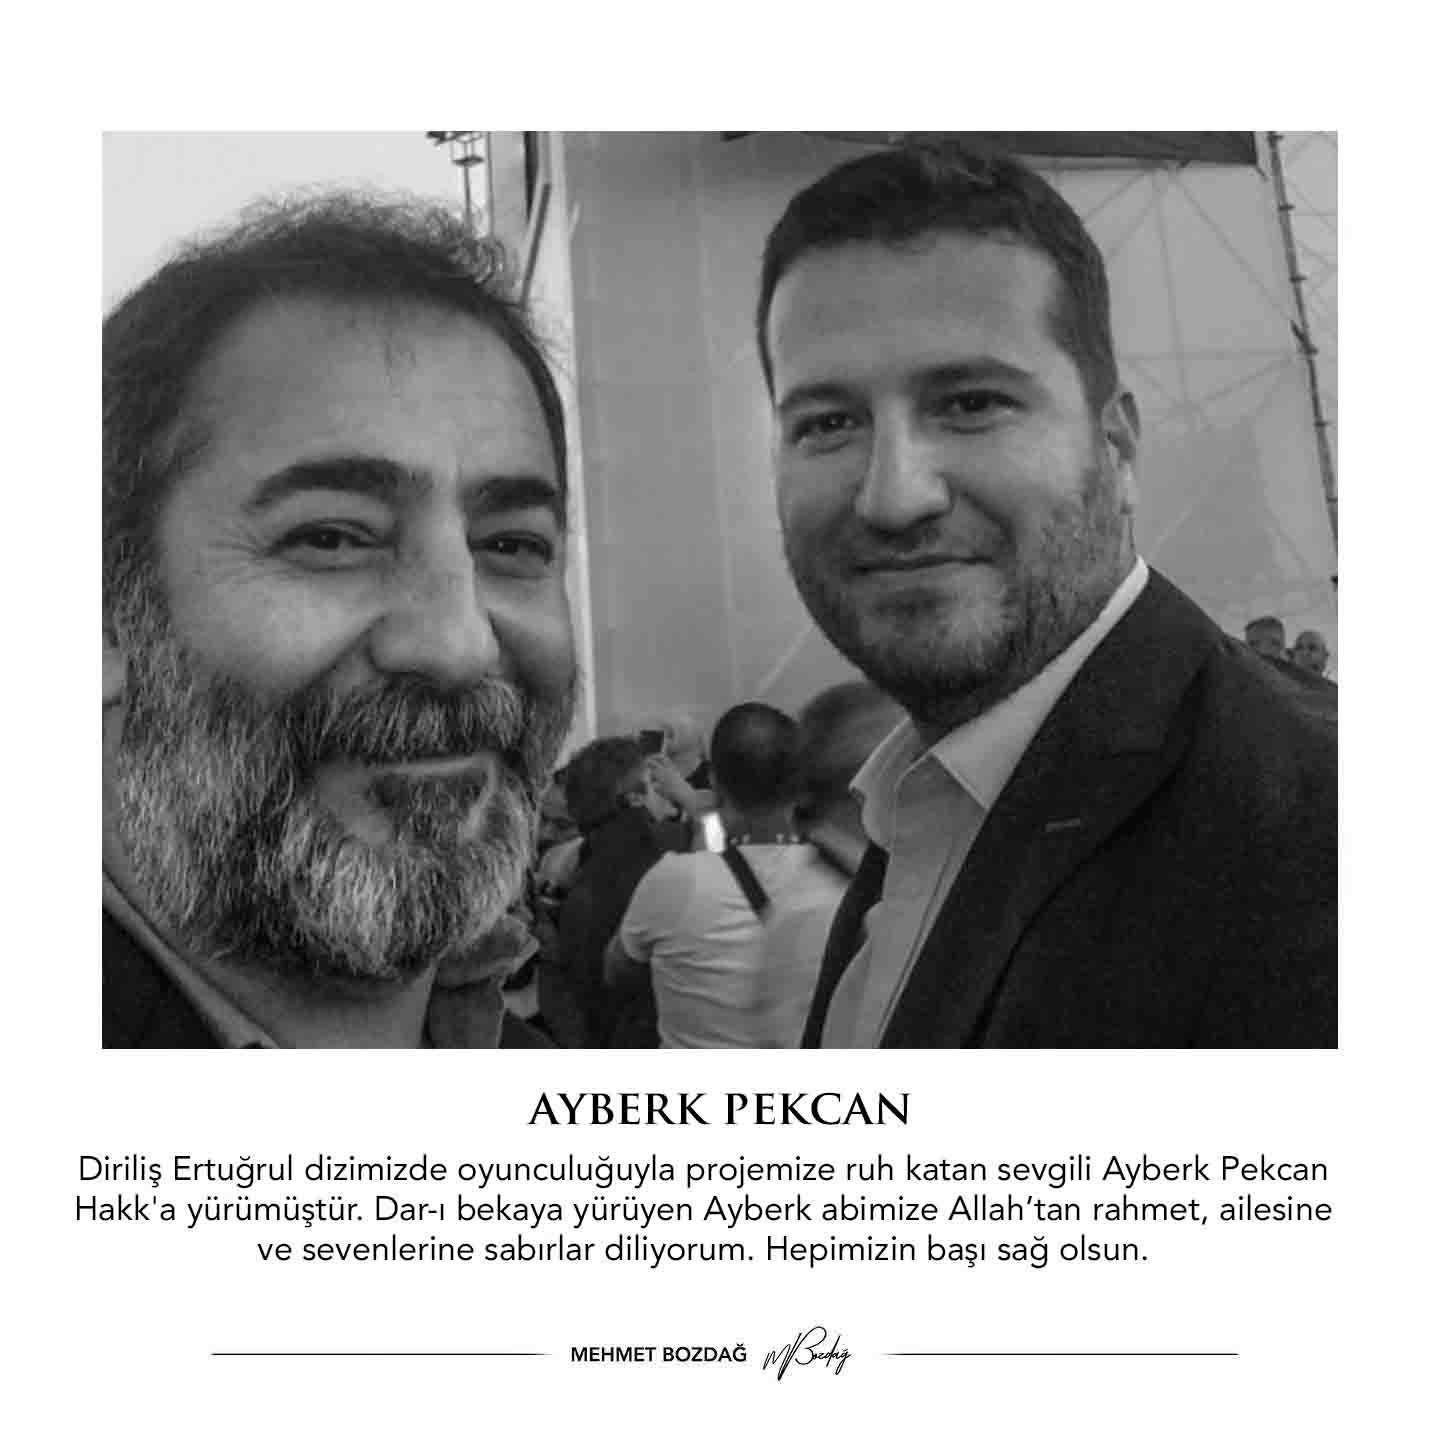 AYBERK PEKCAN
Diriliş Ertuğrul dizimizde oyunculuğuyla projemize ruh katan sevgili Ayberk Pekcan
Hakk'a yürümüştür. Dar-ı bekaya yürüyen Ayberk abimize Allah’tan rahmet, ailesine
ve sevenlerine sabırlar diliyorum. Hepimizin başı sağ olsun.
MEHMET BOZDAĞ MBozdağ